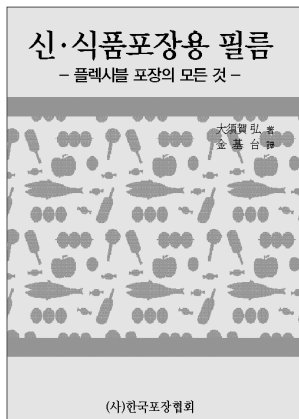 신·식품포장용 필름
– 플렉시블 포장의 모든 것 –
大須賀 弘 著
金 基 台 譯
(사)한국포장협회